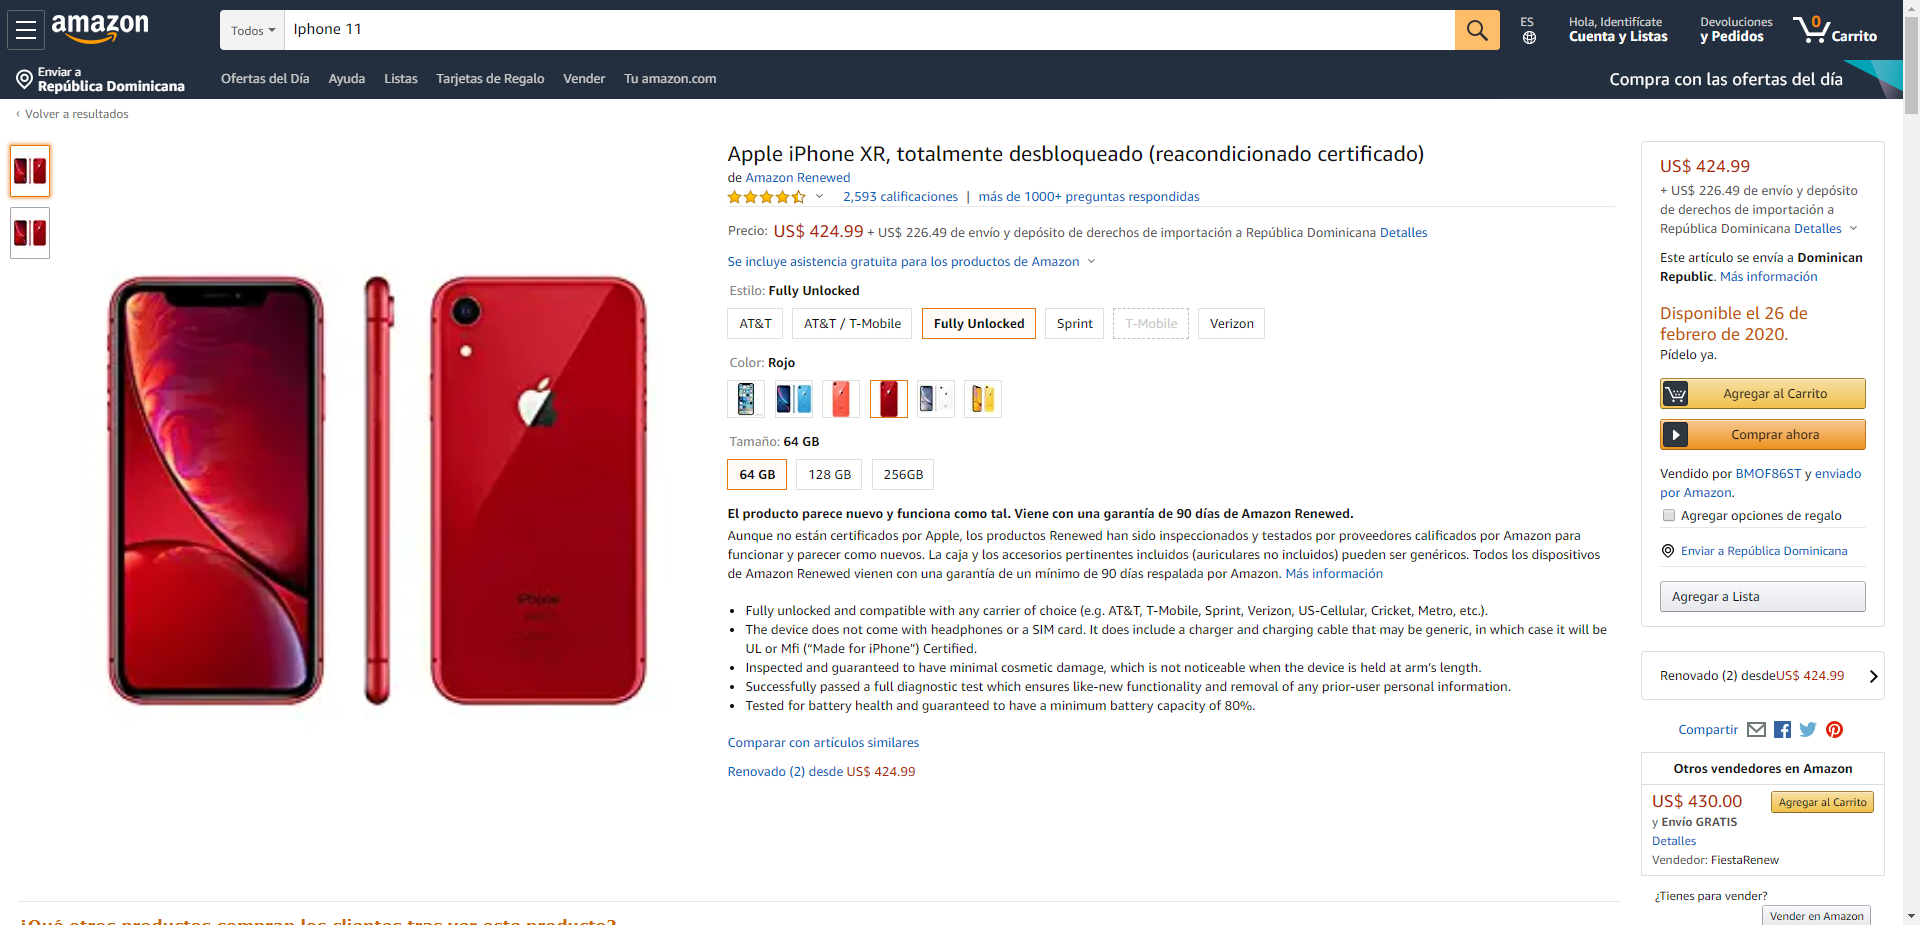 amazon
Todos
Iphone 11
ES
Hola, Identifícate
Cuenta y Listas
Devoluciones
y Pedidos
0
Carrito
Enviar a
República Dominicana
Ofertas del Día
Ayuda
Listas
Tarjetas de Regalo
Vender
Tu amazon.com
Compra con las ofertas del día
‹ Volver a resultados
Apple iPhone XR, totalmente desbloqueado (reacondicionado certificado)
de Amazon Renewed
2,593 calificaciones | más de 1000+ preguntas respondidas
Precio: US$ 424.99 + US$ 226.49 de envío y depósito de derechos de importación a República Dominicana Detalles
Se incluye asistencia gratuita para los productos de Amazon
Estilo: Fully Unlocked
AT&T
AT&T / T-Mobile
Fully Unlocked
Sprint
T-Mobile
Verizon
Color: Rojo
Tamaño: 64 GB
64 GB
128 GB
256GB
El producto parece nuevo y funciona como tal. Viene con una garantía de 90 días de Amazon Renewed.
Aunque no están certificados por Apple, los productos Renewed han sido inspeccionados y testados por proveedores calificados por Amazon para
funcionar y parecer como nuevos. La caja y los accesorios pertinentes incluidos (auriculares no incluidos) pueden ser genéricos. Todos los dispositivos
de Amazon Renewed vienen con una garantía de un mínimo de 90 días respalada por Amazon. Más información
• Fully unlocked and compatible with any carrier of choice (e.g. AT&T, T-Mobile, Sprint, Verizon, US-Cellular, Cricket, Metro, etc.).
• The device does not come with headphones or a SIM card. It does include a charger and charging cable that may be generic, in which case it will be
UL or Mfi (“Made for iPhone”) Certified.
• Inspected and guaranteed to have minimal cosmetic damage, which is not noticeable when the device is held at arm’s length.
• Successfully passed a full diagnostic test which ensures like-new functionality and removal of any prior-user personal information.
• Tested for battery health and guaranteed to have a minimum battery capacity of 80%.
Comparar con artículos similares
Renovado (2) desde US$ 424.99
iPhone
US$ 424.99
+ US$ 226.49 de envío y depósito
de derechos de importación a
República Dominicana Detalles
Este artículo se envía a Dominican
Republic. Más información
Disponible el 26 de
febrero de 2020.
Pídelo ya.
Agregar al Carrito
Comprar ahora
Vendido por BMOF86ST y enviado
por Amazon.
Agregar opciones de regalo
Enviar a República Dominicana
Agregar a Lista
Renovado (2) desdeUS$ 424.99
Compartir
Otros vendedores en Amazon
US$ 430.00
Agregar al Carrito
y Envío GRATIS
Detalles
Vendedor: FiestaRenew
¿Tienes para vender?
Vender en Amazon
¿Qué otros productos compran los clientes tras ver este producto?